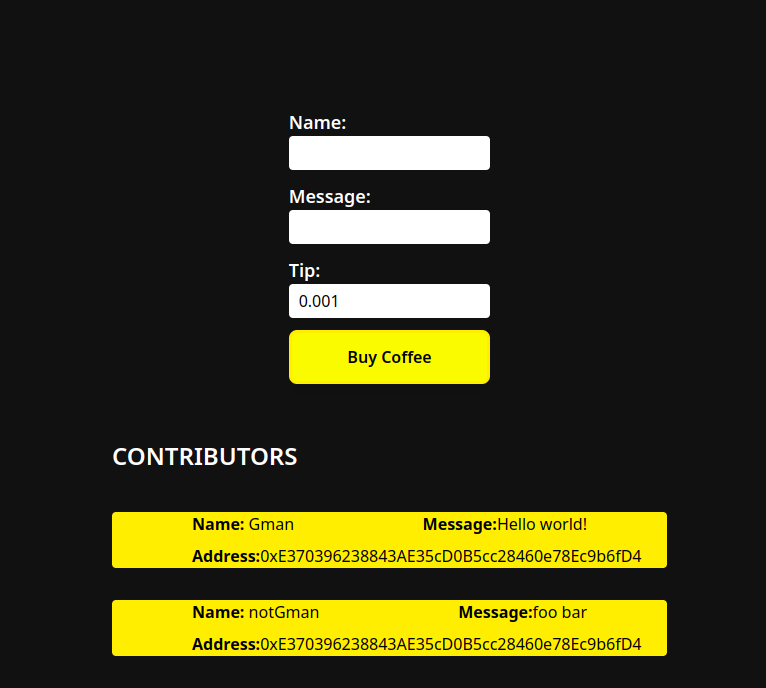 Name:
Message:
Tip:
0.001
Buy Coffee
CONTRIBUTORS
Name: Gman Message:Hello world!
Address:0xE370396238843AE35cD0B5cc28460e78Ec9b6fD4
Name: notGman Message:foo bar
Address:0xE370396238843AE35cD0B5cc28460e78Ec9b6fD4